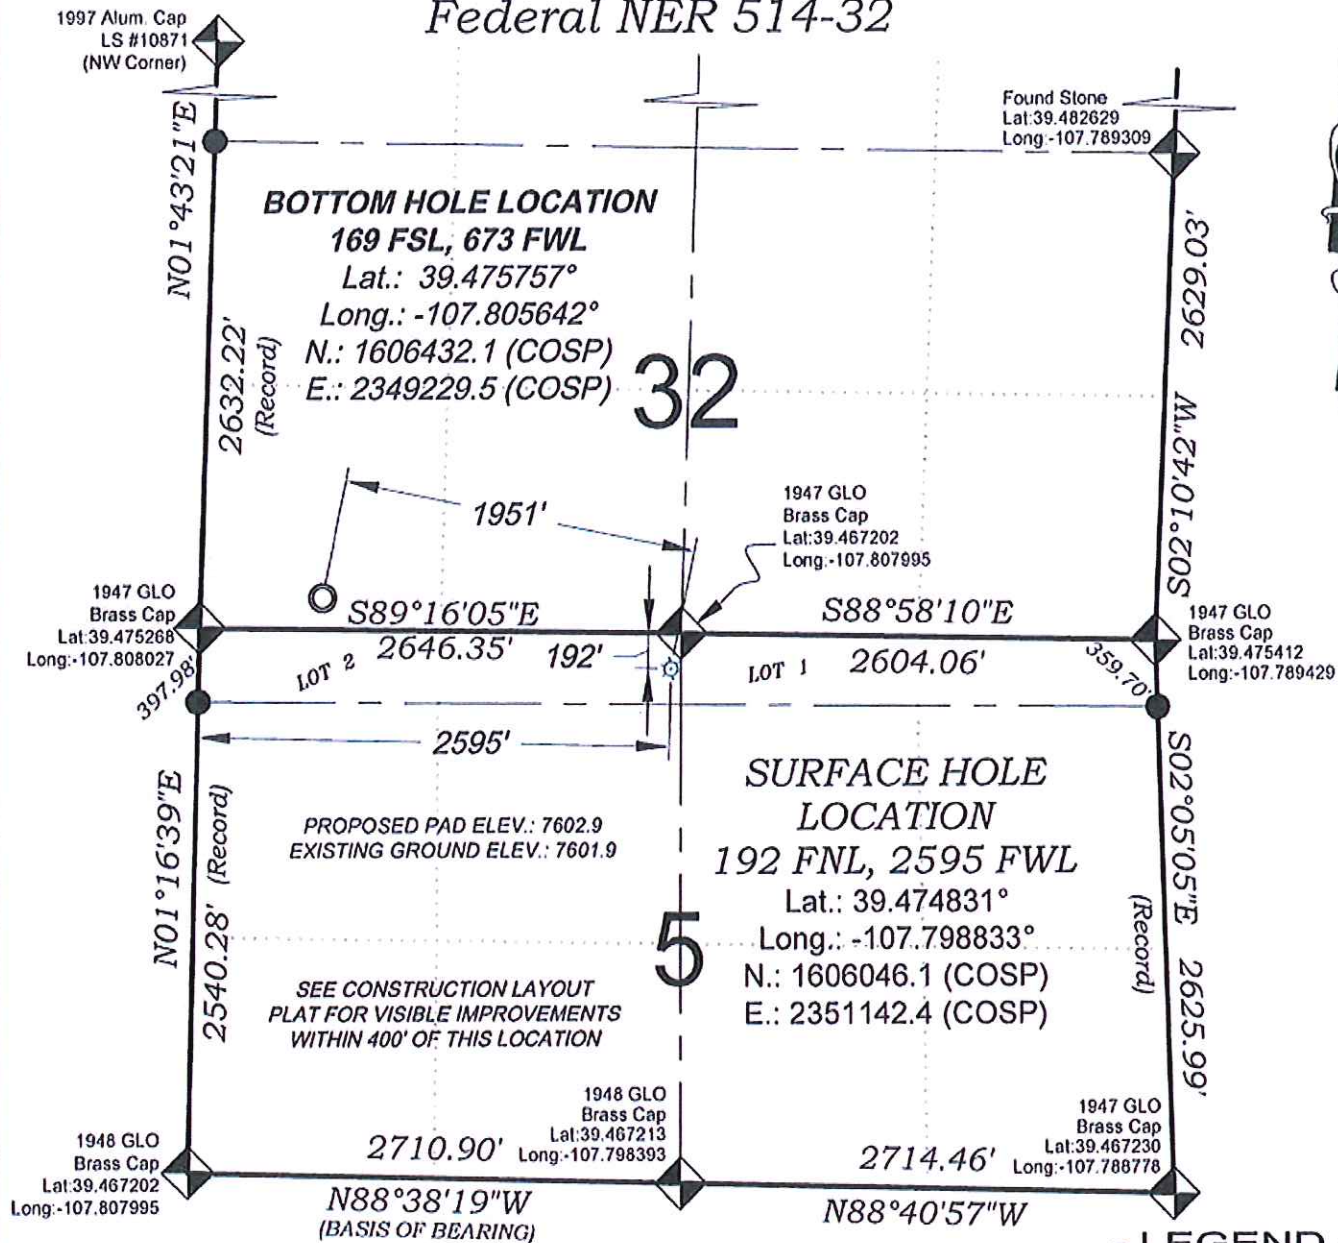 Federal NER 514-32
1997 Alum. Cap
LS #10871
(NW Corner)
Found Stone
Lat:39.482629
Long:-107.789309
N01°43'21"E
2632.22'
(Record)
BOTTOM HOLE LOCATION
169 FSL, 673 FWL
Lat.: 39.475757°
Long.: -107.805642°
N.: 1606432.1 (COSP)
E.: 2349229.5 (COSP)
32
2629.03'
S02°10'42"W
1951'
1947 GLO
Brass Cap
Lat:39.467202
Long:-107.807995
1947 GLO
Brass Cap
Lat:39.475268
Long:-107.808027
S89°16'05"E
2646.35'
S88°58'10"E
2604.06'
1947 GLO
Brass Cap
Lat:39.475412
Long:-107.789429
397.98'
LOT 2
192'
LOT 1
359.70'
2595'
N01°16'39"E
2540.28' (Record)
PROPOSED PAD ELEV.: 7602.9
EXISTING GROUND ELEV.: 7601.9
SURFACE HOLE
LOCATION
192 FNL, 2595 FWL
Lat.: 39.474831°
Long.: -107.798833°
N.: 1606046.1 (COSP)
E.: 2351142.4 (COSP)
5
S02°05'05"E 2625.99'
(Record)
SEE CONSTRUCTION LAYOUT
PLAT FOR VISIBLE IMPROVEMENTS
WITHIN 400' OF THIS LOCATION
1948 GLO
Brass Cap
Lat:39.467202
Long:-107.807995
2710.90'
N88°38'19"W
(BASIS OF BEARING)
1948 GLO
Brass Cap
Lat:39.467213
Long:-107.798393
2714.46'
N88°40'57"W
1947 GLO
Brass Cap
Lat:39.467230
Long:-107.788778
LEGEND